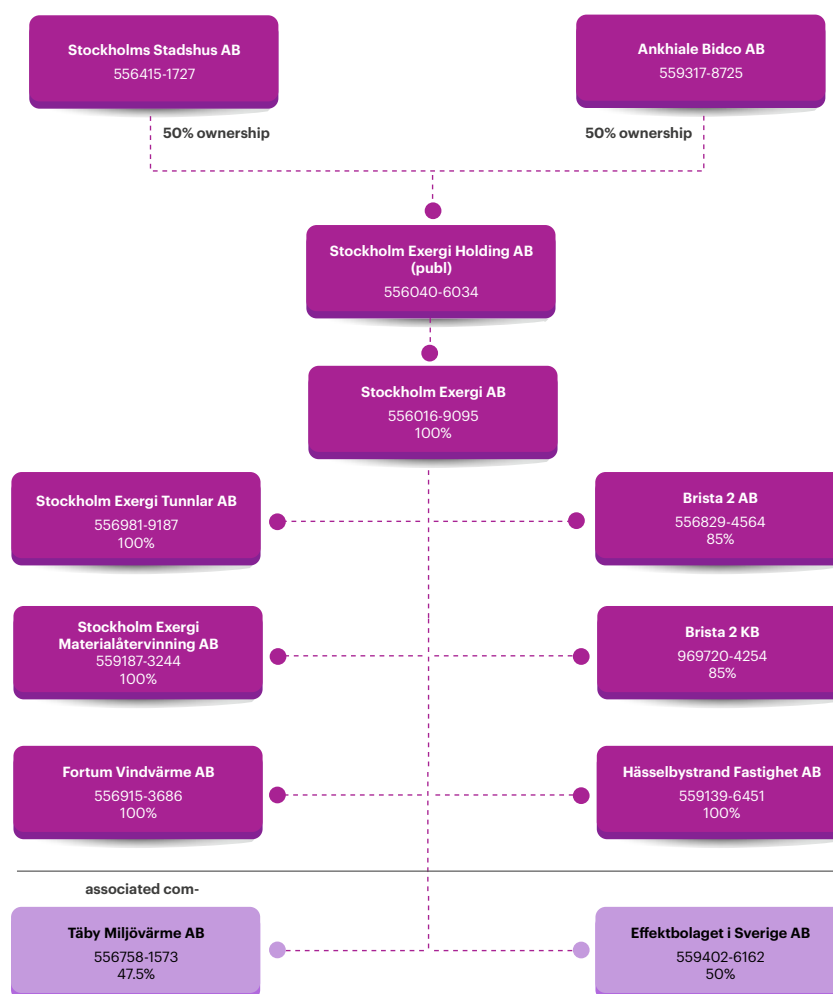 Stockholms Stadshus AB
556415-1727
Ankhiale Bidco AB
559317-8725
50% ownership
50% ownership
Stockholm Exergi Holding AB
(publ)
556040-6034
Stockholm Exergi AB
556016-9095
100%
Stockholm Exergi Tunnlar AB
556981-9187
100%
Brista 2 AB
556829-4564
85%
Stockholm Exergi
Materialåtervinning AB
559187-3244
100%
Brista 2 KB
969720-4254
85%
Fortum Vindvärme AB
556915-3686
100%
Hässelbystrand Fastighet AB
559139-6451
100%
associated com-
Täby Miljövärme AB
556758-1573
47.5%
Effektbolaget i Sverige AB
559402-6162
50%